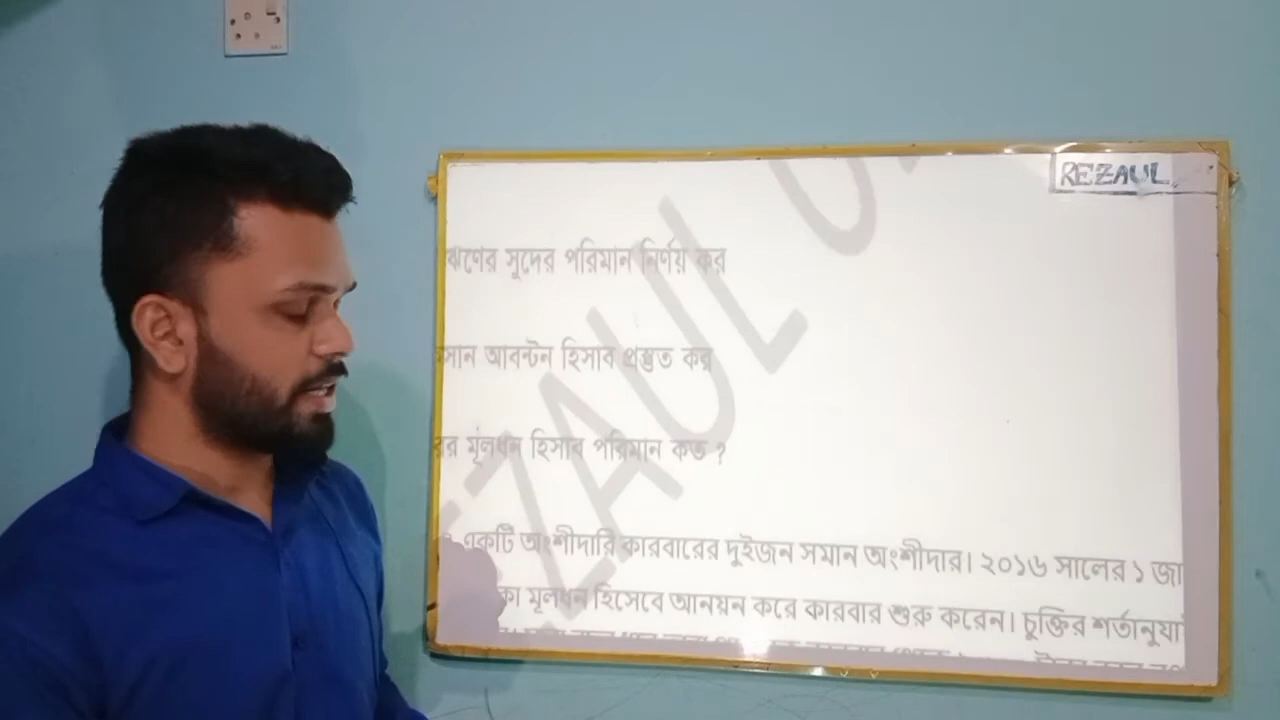 REZAUL
ঋণের সুদের পরিমান নির্ণয় কর
আবন্টন হিসাব প্রস্তুত কর
মূলধন হিসাব পরিমান কত ?
একটি অংশীদারি কারবারের দুইজন সমান অংশীদার। ২০১৬ সালের ১ জা
মূলধন হিসেবে আনয়ন করে কারবার শুরু করেন। চুক্তির শর্তানুযা